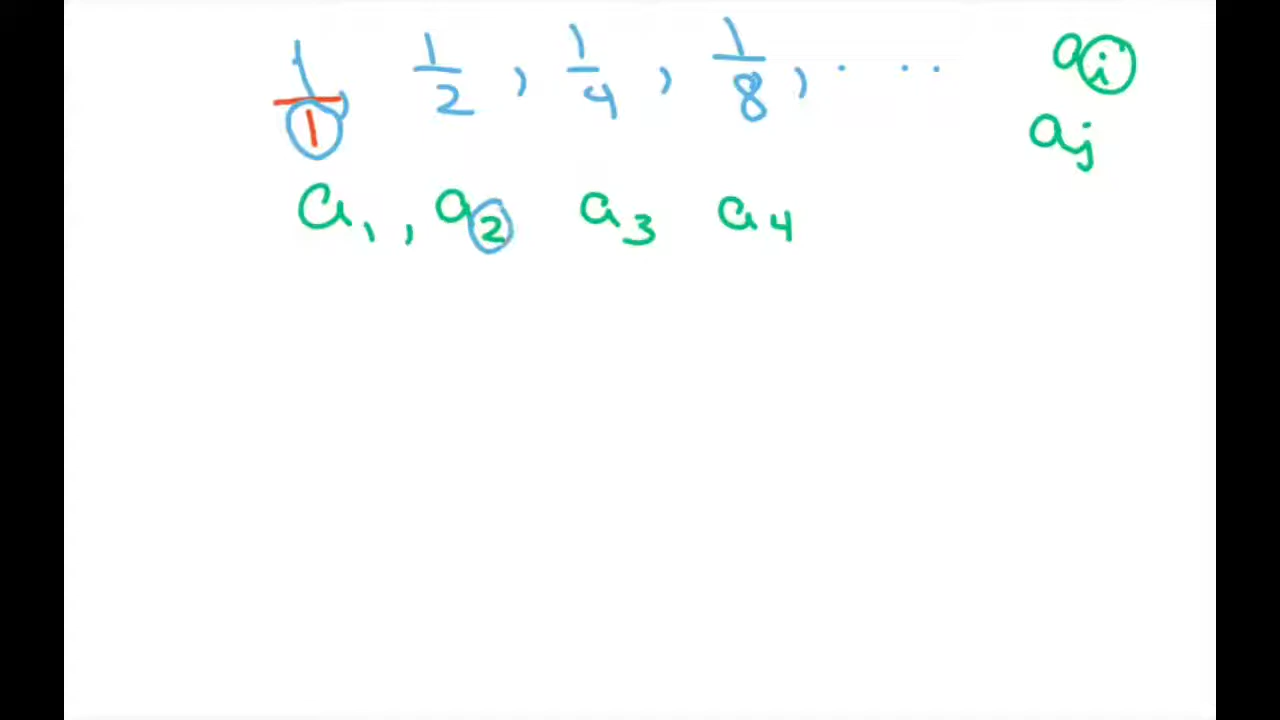 1/1, 1/2, 1/4, 1/8, ... a_i
a_j
a_1, , a_2 a_3 a_4